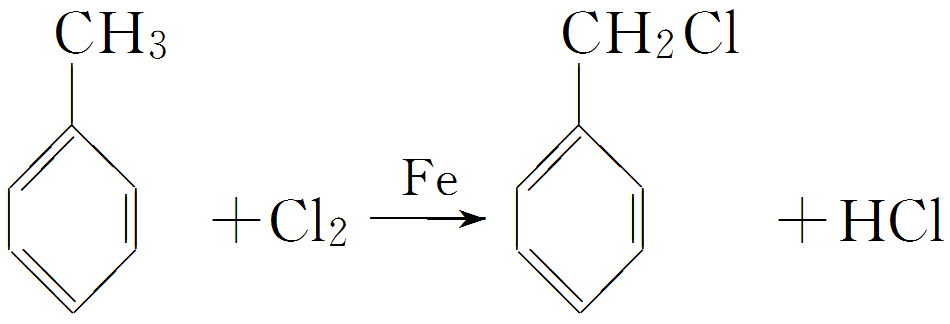 CH3 CH2Cl
Fe
+Cl2 +HCl